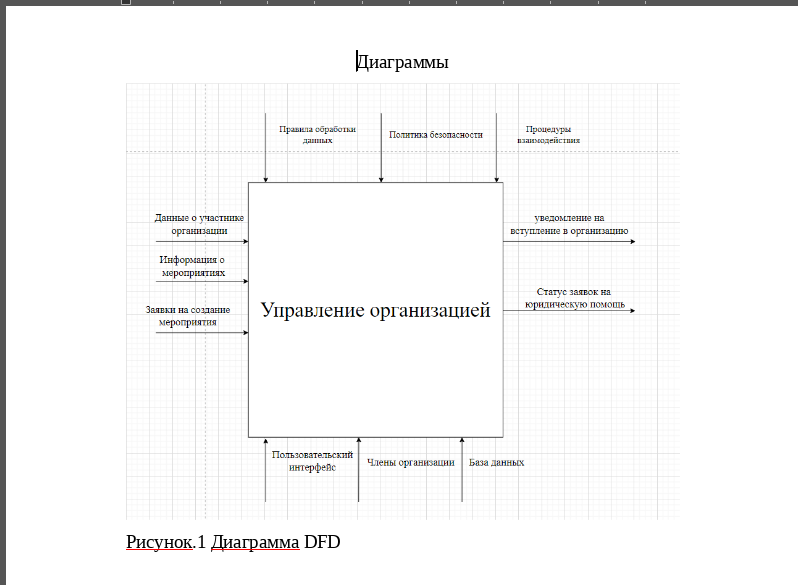 Диаграммы
Правила обработки
данных
Политика безопасности
Процедуры
взаимодействия
Данные о участнике
организации
Информация о
мероприятиях
Заявки на создание
мероприятия
Управление организацией
уведомление на
вступление в организацию
Статус заявок на
юридическую помощь
Пользовательский
интерфейс
Члены организации
База данных
Рисунок.1 Диаграмма DFD